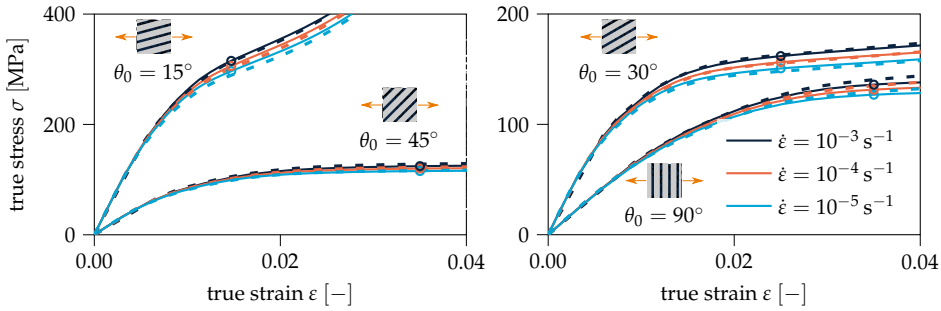 true stress σ [MPa]
400
200
0
0.00
0.02
0.04
true strain ε [−]
θ₀ = 15°
θ₀ = 45°
200
100
0
0.00
0.02
0.04
true strain ε [−]
θ₀ = 30°
θ₀ = 90°
ε̇ = 10⁻³ s⁻¹
ε̇ = 10⁻⁴ s⁻¹
ε̇ = 10⁻⁵ s⁻¹